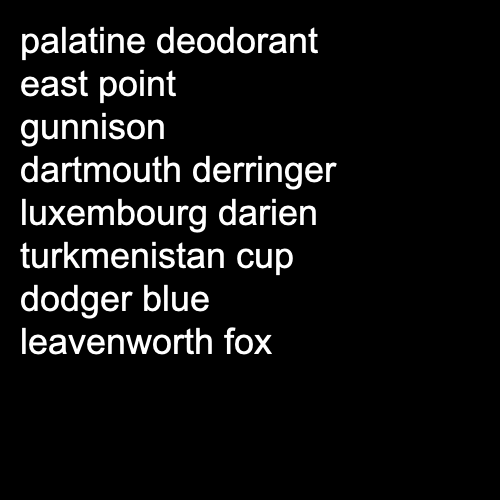 palatine deodorant
east point
gunnison
dartmouth derringer
luxembourg darien
turkmenistan cup
dodger blue
leavenworth fox